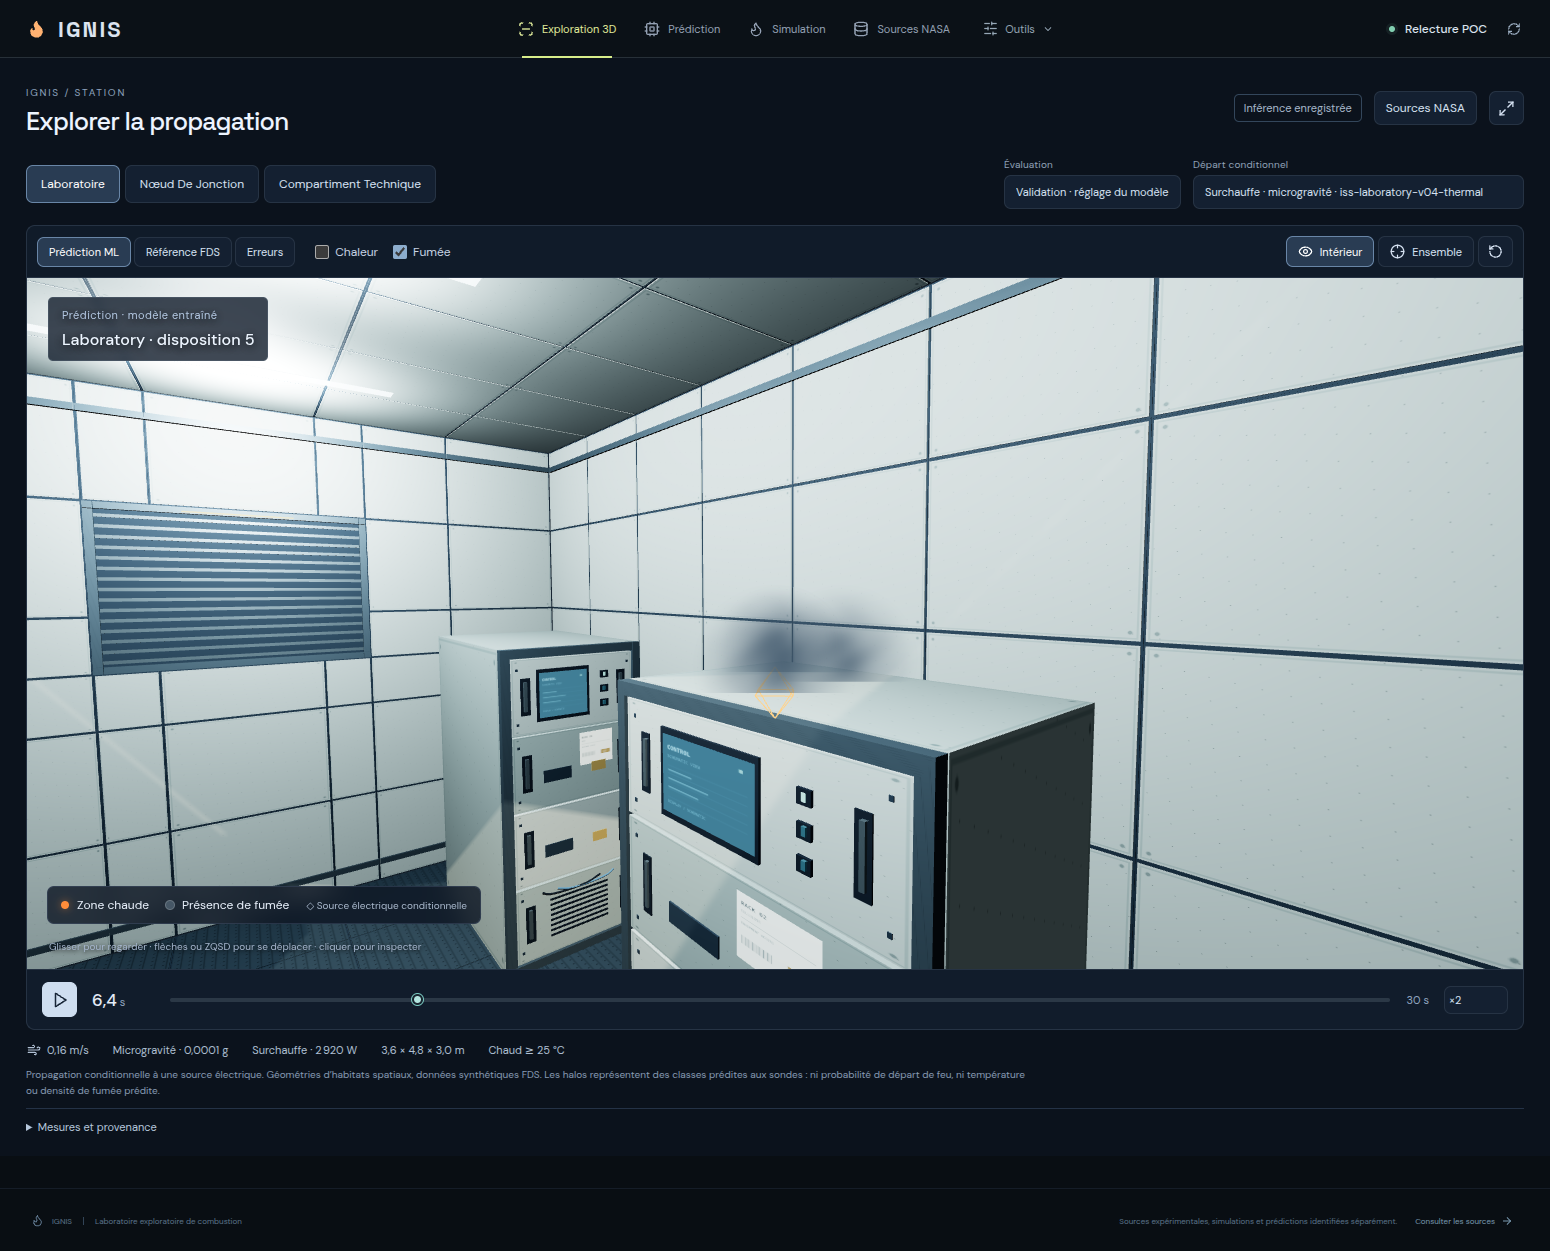 IGNIS
Exploration 3D
Prédiction
Simulation
Sources NASA
Outils
Relecture POC
IGNIS / STATION
Explorer la propagation
Inférence enregistrée
Sources NASA
Laboratoire
Nœud De Jonction
Compartiment Technique
Évaluation
Validation · réglage du modèle
Départ conditionnel
Surchauffe · microgravité · iss-laboratory-v04-thermal
Prédiction ML
Référence FDS
Erreurs
Chaleur
Fumée
Intérieur
Ensemble
Prédiction · modèle entraîné
Laboratory · disposition 5
CONTROL
RACK 02
Zone chaude
Présence de fumée
◇ Source électrique conditionnelle
Glisser pour regarder · flèches ou ZQSD pour se déplacer · cliquer pour inspecter
6,4 s
30 s
×2
0,16 m/s
Microgravité · 0,0001 g
Surchauffe · 2 920 W
3,6 × 4,8 × 3,0 m
Chaud ≥ 25 °C
Propagation conditionnelle à une source électrique. Géométries d'habitats spatiaux, données synthétiques FDS. Les halos représentent des classes prédites aux sondes : ni probabilité de départ de feu, ni température
ou densité de fumée prédite.
Mesures et provenance
IGNIS
Laboratoire exploratoire de combustion
Sources expérimentales, simulations et prédictions identifiées séparément.
Consulter les sources